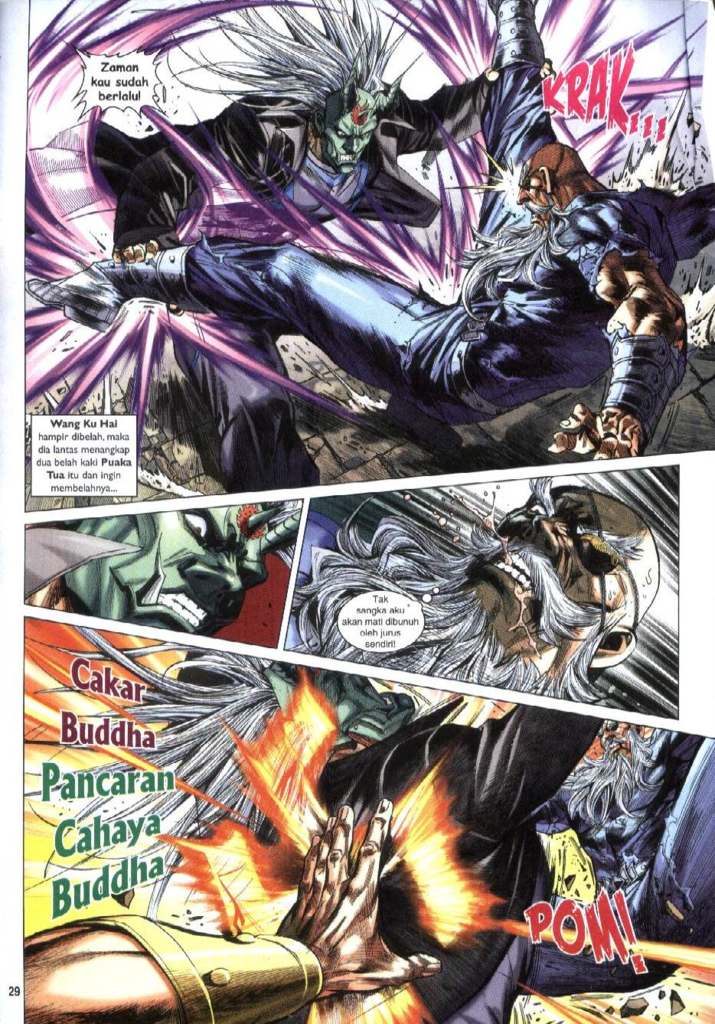 Zaman
kau sudah
berlalu!
KRAK!!!
Wang Ku Hai
hampir dibelah, maka
dia lantas menangkap
dua belah kaki Puaka
Tua itu dan ingin
membelahnya...
Tak
sangka aku
akan mati dibunuh
oleh jurus
sendiri!
Cakar
Buddha
Pancaran
Cahaya
Buddha
POM!
29